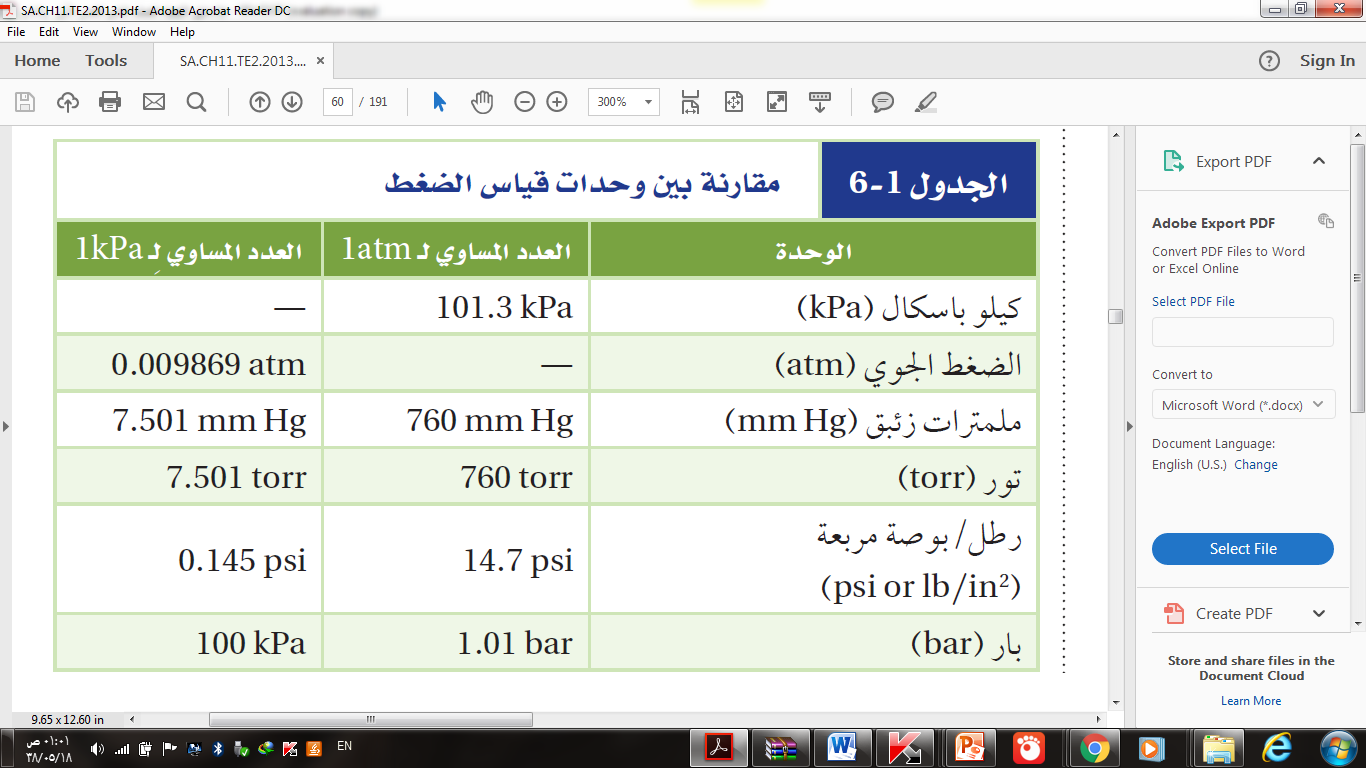 SA.CH11.TE2.2013.pdf - Adobe Acrobat Reader DC
File Edit View Window Help
Home Tools SA.CH11.TE2.2013.... × Sign In
60 / 191 300%
الجدول 1-6 مقارنة بين وحدات قياس الضغط
الوحدة العدد المساوي لـ 1atm العدد المساوي لـ 1kPa
كيلو باسكال (kPa) 101.3 kPa —
الضغط الجوي (atm) — 0.009869 atm
ملمترات زئبق (mm Hg) 760 mm Hg 7.501 mm Hg
تور (torr) 760 torr 7.501 torr
رطل/بوصة مربعة
(psi or lb/in²) 14.7 psi 0.145 psi
بار (bar) 1.01 bar 100 kPa
9.65 x 12.60 in
Export PDF
Adobe Export PDF
Convert PDF Files to Word
or Excel Online
Select PDF File
Convert to
Microsoft Word (*.docx)
Document Language:
English (U.S.) Change
Select File
Create PDF
Store and share files in the
Document Cloud
Learn More
EN
٠١:٠١ ص
٣٨/٠٥/١٨